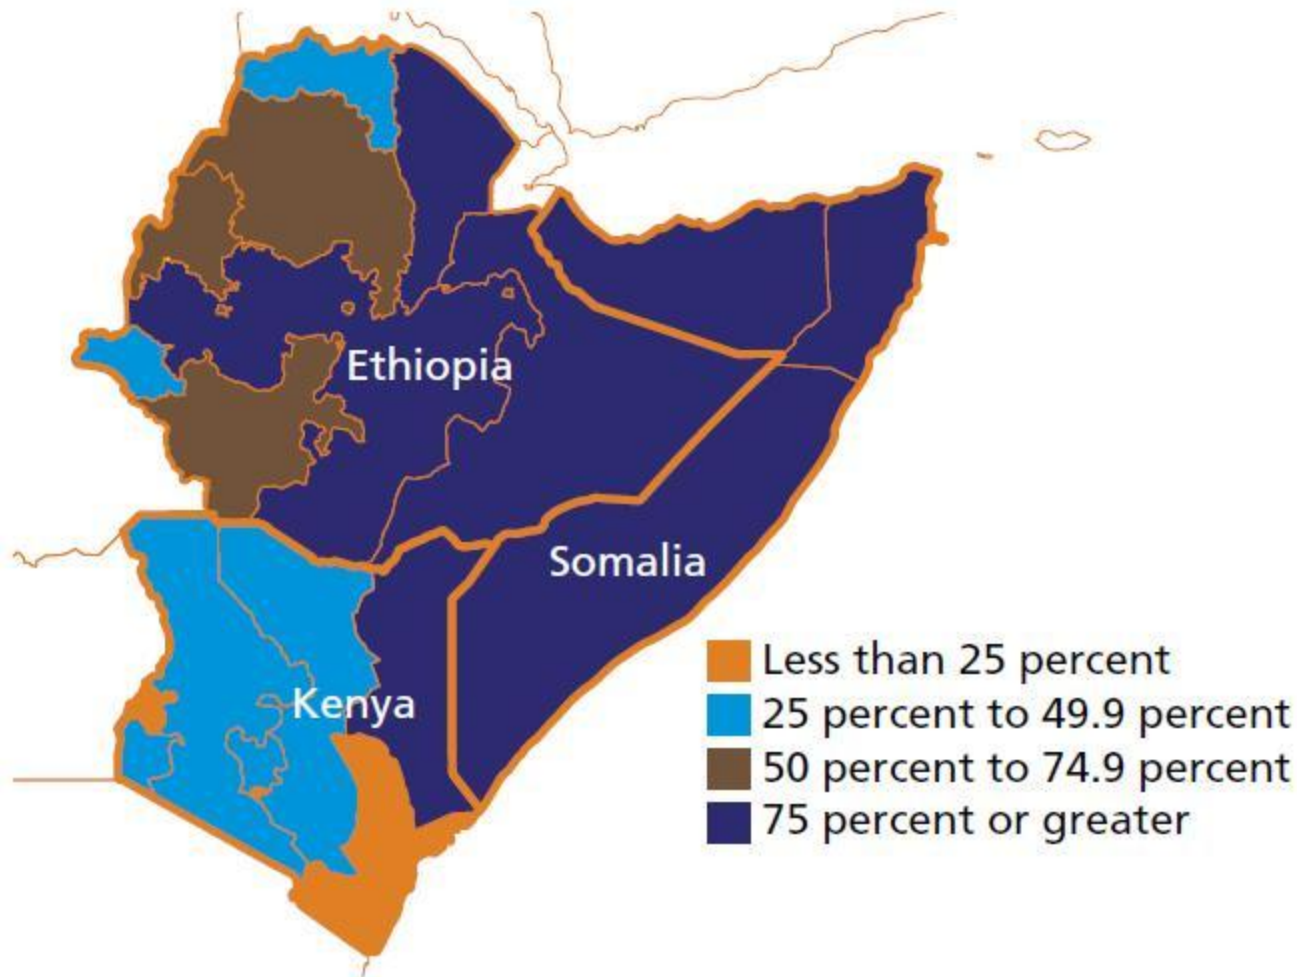 Ethiopia
Somalia
Kenya
Less than 25 percent
25 percent to 49.9 percent
50 percent to 74.9 percent
75 percent or greater